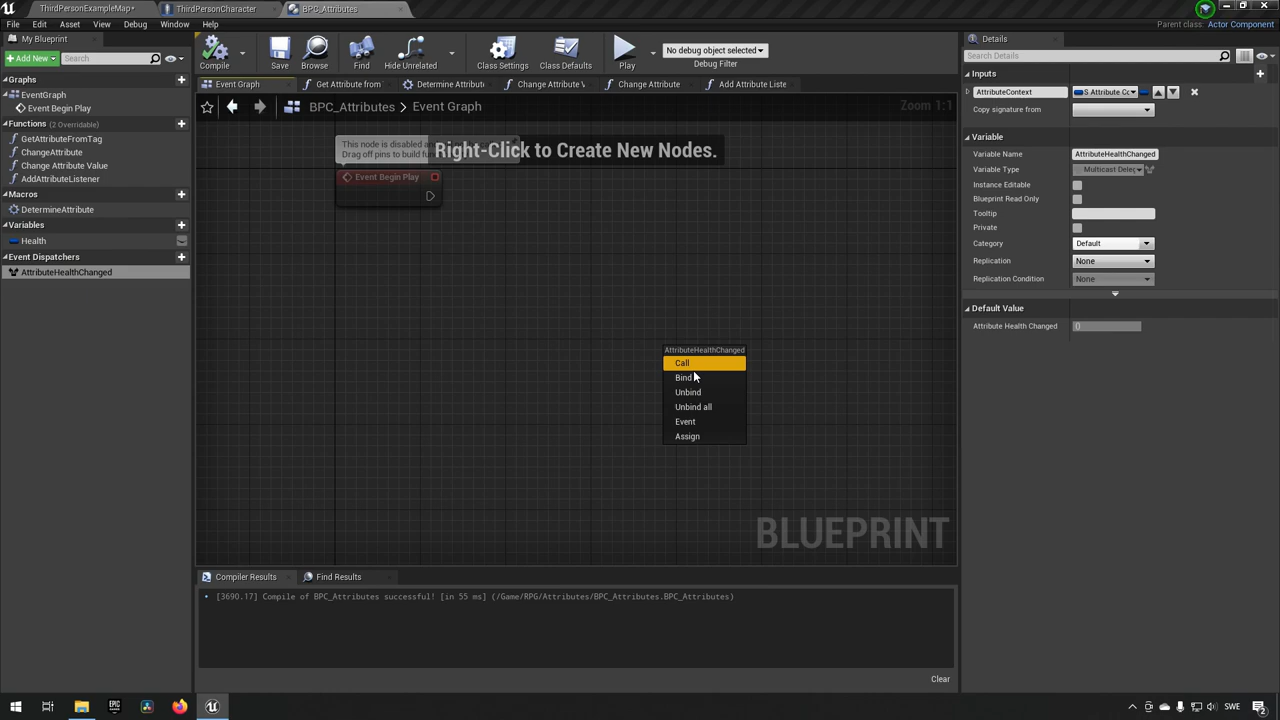 ThirdPersonExampleMap*
ThirdPersonCharacter
BPC_Attributes
File
Edit
Asset
View
Debug
Window
Help
Parent class:
Actor Component
My Blueprint
Add New
Search
Graphs
EventGraph
Event Begin Play
Functions (2 Overridable)
GetAttributeFromTag
ChangeAttribute
Change Attribute Value
AddAttributeListener
Macros
DetermineAttribute
Variables
Health
Event Dispatchers
AttributeHealthChanged
Compile
Save
Browse
Find
Hide Unrelated
Class Settings
Class Defaults
Play
No debug object selected
Debug Filter
Event Graph
Get Attribute from
Determine Attribute
Change Attribute V
Change Attribute
Add Attribute Liste
BPC_Attributes
Event Graph
Zoom 1:1
This node is disabled an
Drag off pins to build fun
Right-Click to Create New Nodes.
Event Begin Play
AttributeHealthChanged
Call
Bind
Unbind
Unbind all
Event
Assign
BLUEPRINT
Compiler Results
Find Results
[3690.17] Compile of BPC_Attributes successful! [in 55 ms] (/Game/RPG/Attributes/BPC_Attributes.BPC_Attributes)
Clear
Details
Search Details
Inputs
AttributeContext
S Attribute Cc
Copy signature from
Variable
Variable Name
AttributeHealthChanged
Variable Type
Multicast Deleg
Instance Editable
Blueprint Read Only
Tooltip
Private
Category
Default
Replication
None
Replication Condition
None
Default Value
Attribute Health Changed
()
SWE
2